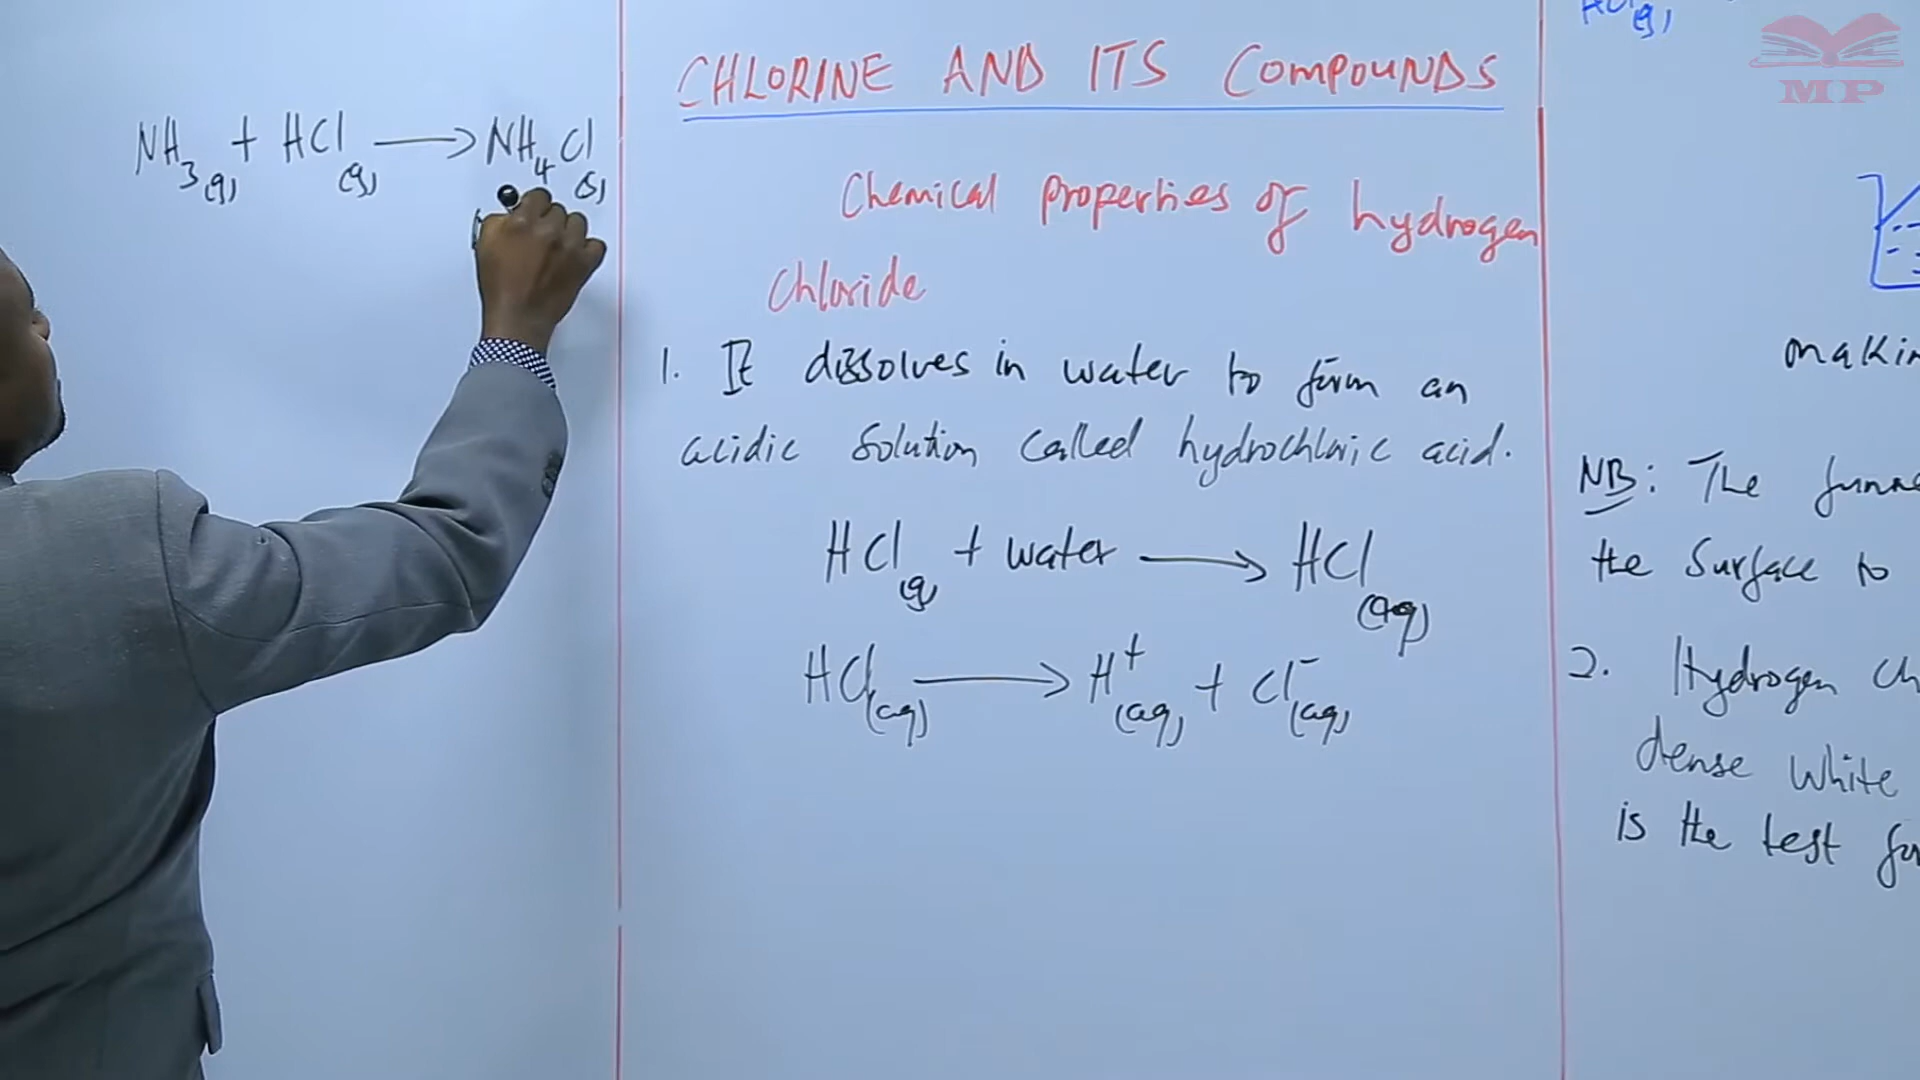 NH3(g) + HCl(g) → NH4Cl(s)
CHLORINE AND ITS COMPOUNDS
Chemical properties of hydrogen
chloride
1. It dissolves in water to form an
acidic solution called hydrochloric acid.
HCl(g) + water → HCl(aq)
HCl(aq) → H+(aq) + Cl-(aq)
HCl(g)
NB: The
the surface to
2. Hydrogen
dense white
is the test
MP